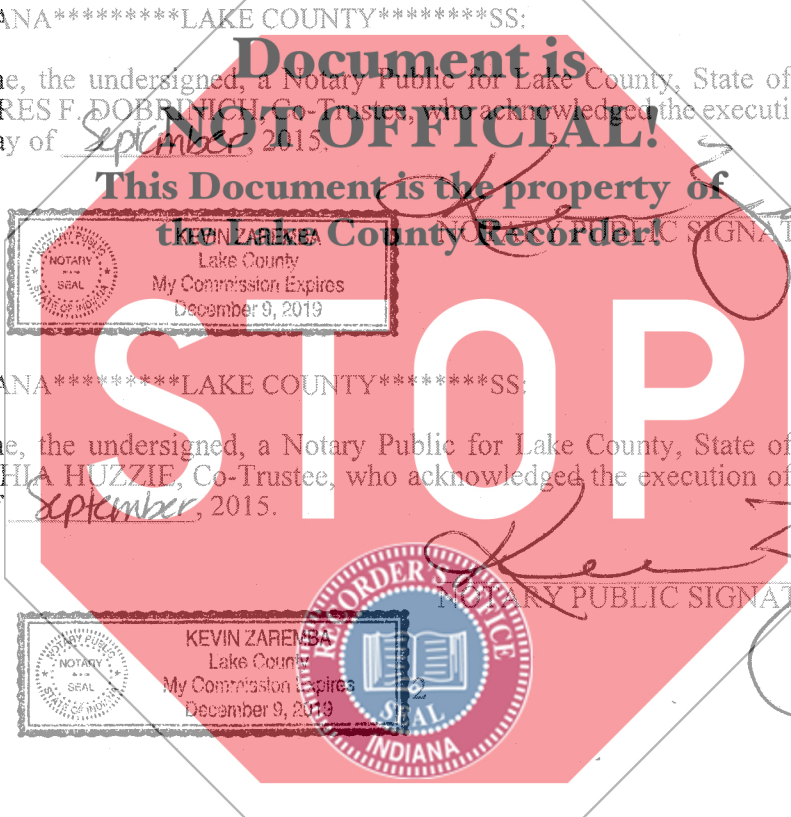 ANA*********LAKE COUNTY********SS:
Document is
e, the undersigned, a Notary Public for Lake County, State of
RES F. DOBRINICH, Co-Trustee, who acknowledged the executi
NOT OFFICIAL!
y of September, 2015.
This Document is the property of
the Lake County Recorder!
NOTARY PUBLIC SIGNAT
KEVIN ZAREMBA
Lake County
My Commission Expires
December 9, 2019
NOTARY PUBLIC
NOTARY
SEAL
STATE OF INDIANA
STOP
ANA*********LAKE COUNTY********SS:
e, the undersigned, a Notary Public for Lake County, State of
HIA HUZZIE, Co-Trustee, who acknowledged the execution of
September, 2015.
NOTARY PUBLIC SIGNAT
KEVIN ZAREMBA
Lake County
My Commission Expires
December 9, 2019
NOTARY PUBLIC
NOTARY
SEAL
STATE OF INDIANA
2
RECORDER'S OFFICE
SEAL
INDIANA